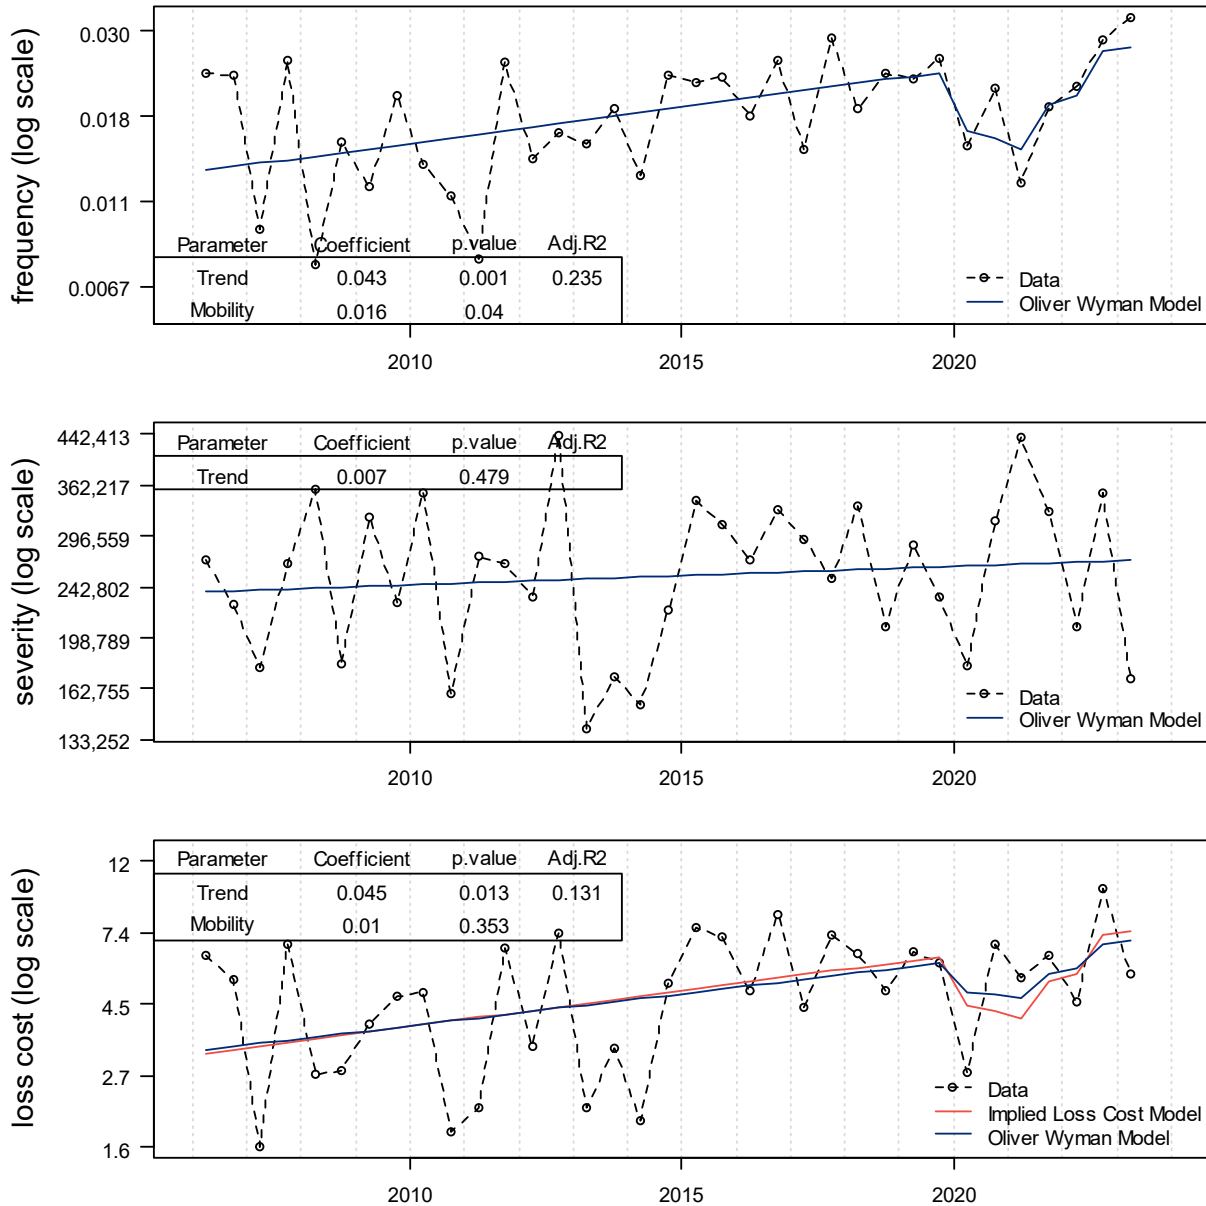 frequency (log scale)
0.030
0.018
0.011
0.0067
Parameter Coefficient p.value Adj.R2
Trend 0.043 0.001 0.235
Mobility 0.016 0.04
Data
Oliver Wyman Model
2010 2015 2020
severity (log scale)
442,413
362,217
296,559
242,802
198,789
162,755
133,252
Parameter Coefficient p.value Adj.R2
Trend 0.007 0.479
Data
Oliver Wyman Model
2010 2015 2020
loss cost (log scale)
12
7.4
4.5
2.7
1.6
Parameter Coefficient p.value Adj.R2
Trend 0.045 0.013 0.131
Mobility 0.01 0.353
Data
Implied Loss Cost Model
Oliver Wyman Model
2010 2015 2020